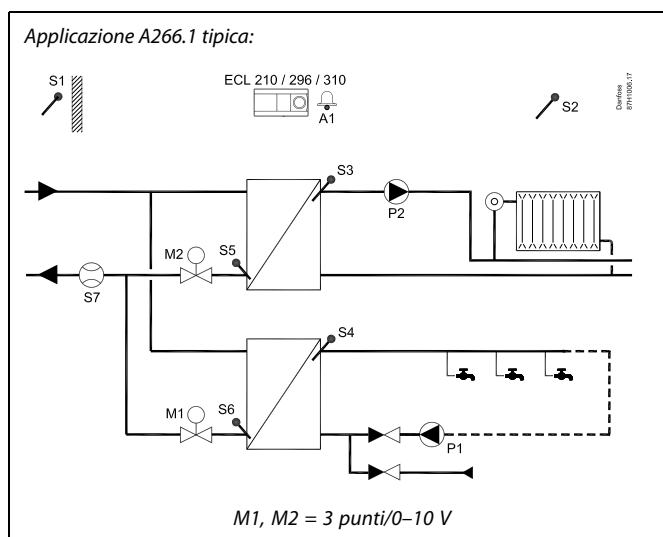 Applicazione A266.1 tipica:
S1
ECL 210 / 296 / 310
A1
S2
Danfoss
87H1006.17
S3
P2
M2
S5
S7
S4
M1
S6
P1
M1, M2 = 3 punti/0–10 V